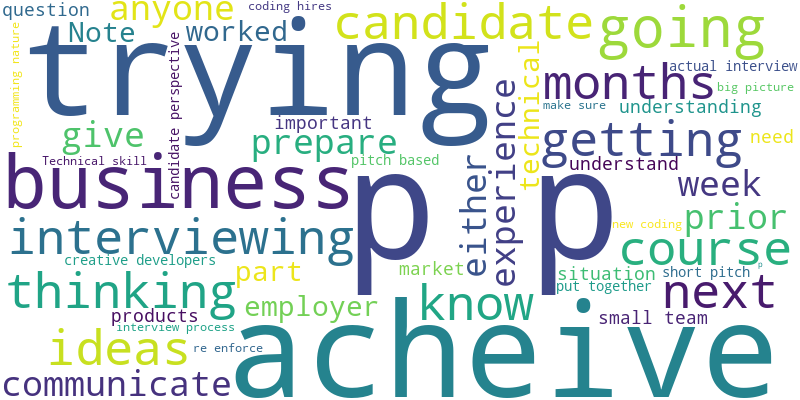 question
anyone
coding hires
candidate
going
Note
worked
programming nature
trying
candidate perspective
technical
actual interview
months
big picture
make sure
understanding
important
give
prepare
experience
getting
need
Technical skill
pitch based
either
understand
business
p p
week
interviewing
new coding
prior
course
creative developers
part
market
situation
short pitch
p
thinking
put together
next
products
employer
know
small team
interview process
acheive
ideas
re enforce
communicate